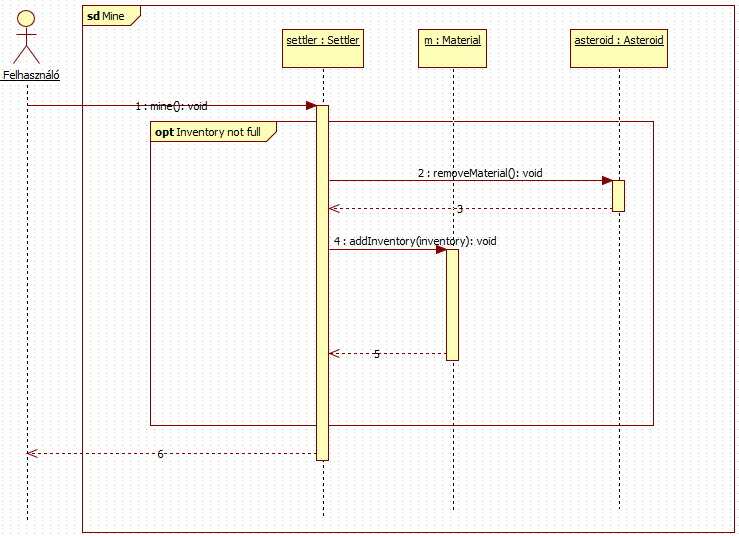 sd Mine
Felhasználó
settler : Settler
m : Material
asteroid : Asteroid
1 : mine(): void
opt Inventory not full
2 : removeMaterial(): void
3
4 : addInventory(inventory): void
5
6